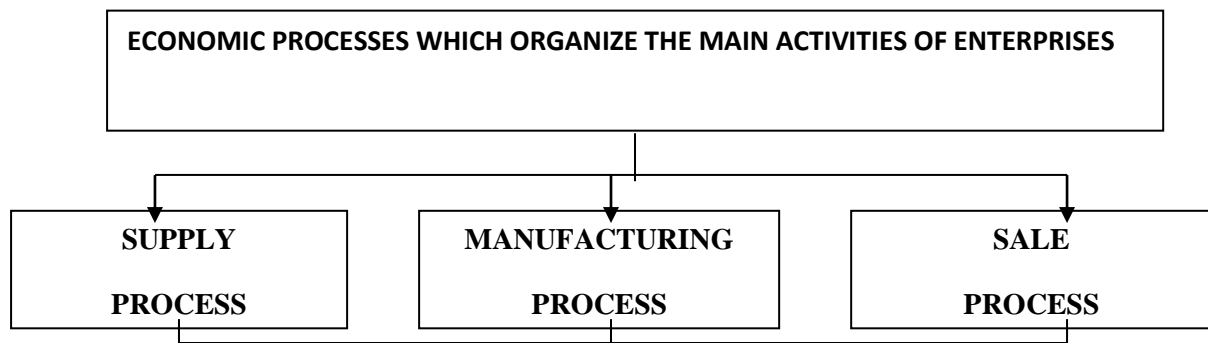 ECONOMIC PROCESSES WHICH ORGANIZE THE MAIN ACTIVITIES OF ENTERPRISES
SUPPLY
PROCESS
MANUFACTURING
PROCESS
SALE
PROCESS